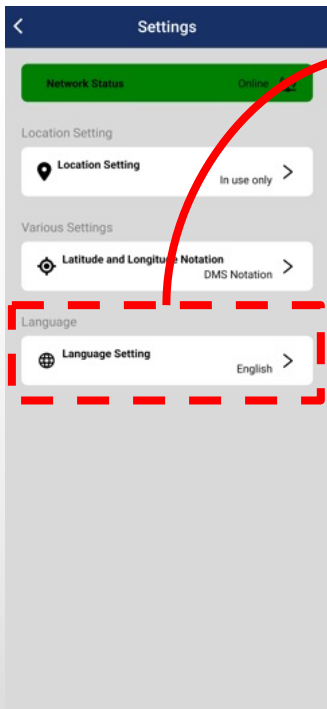 Settings
Network Status Online
Location Setting
Location Setting
In use only
Various Settings
Latitude and Longitude Notation
DMS Notation
Language
Language Setting
English